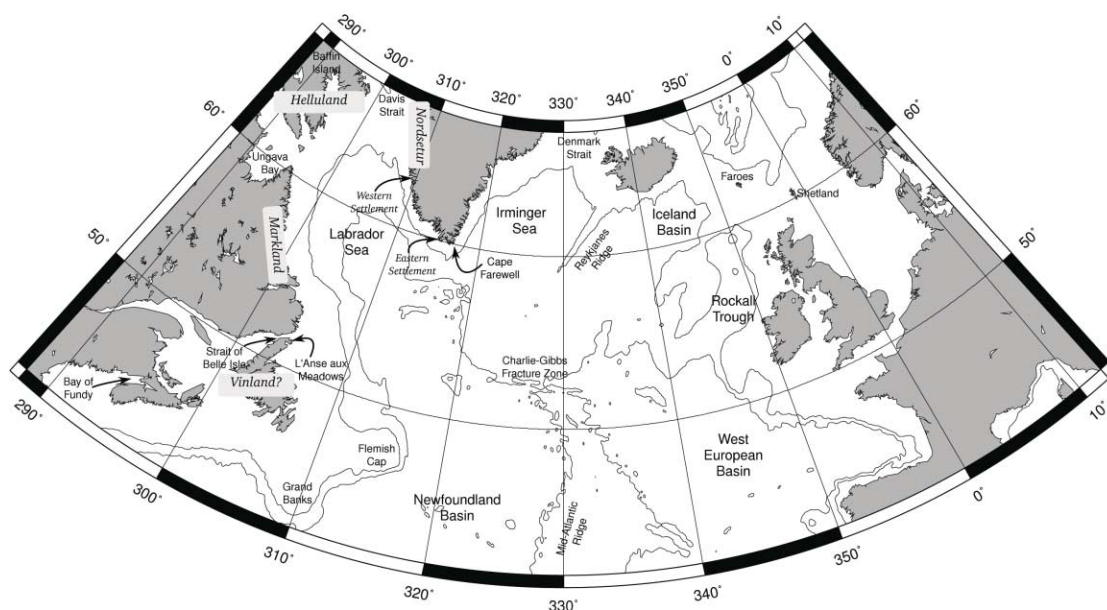 290˚
300˚
310˚
320˚
330˚
340˚
350˚
0˚
10˚
60˚
50˚
60˚
50˚
Baffin
Island
Helluland
Davis
Strait
Nordsetur
Ungava
Bay
Western
Settlement
Markland
Labrador
Sea
Eastern
Settlement
Cape
Farewell
Irminger
Sea
Denmark
Strait
Reykjanes
Ridge
Iceland
Basin
Faroes
Shetland
Rockall
Trough
Strait of
Belle Isle
L'Anse aux
Meadows
Vinland?
Bay of
Fundy
Charlie-Gibbs
Fracture Zone
Flemish
Cap
Grand
Banks
Newfoundland
Basin
Mid-Atlantic
Ridge
West
European
Basin
290˚
300˚
310˚
320˚
330˚
340˚
350˚
0˚
10˚